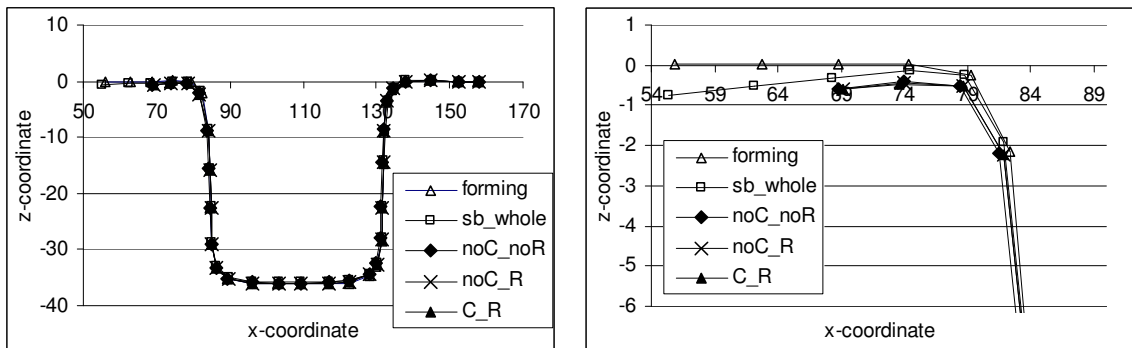 10
0
-10
-20
-30
-40
50 70 90 110 130 150 170
z-coordinate
x-coordinate
forming
sb_whole
noC_noR
noC_R
C_R
1
0
-1
-2
-3
-4
-5
-6
54 59 64 69 74 79 84 89
z-coordinate
x-coordinate
forming
sb_whole
noC_noR
noC_R
C_R